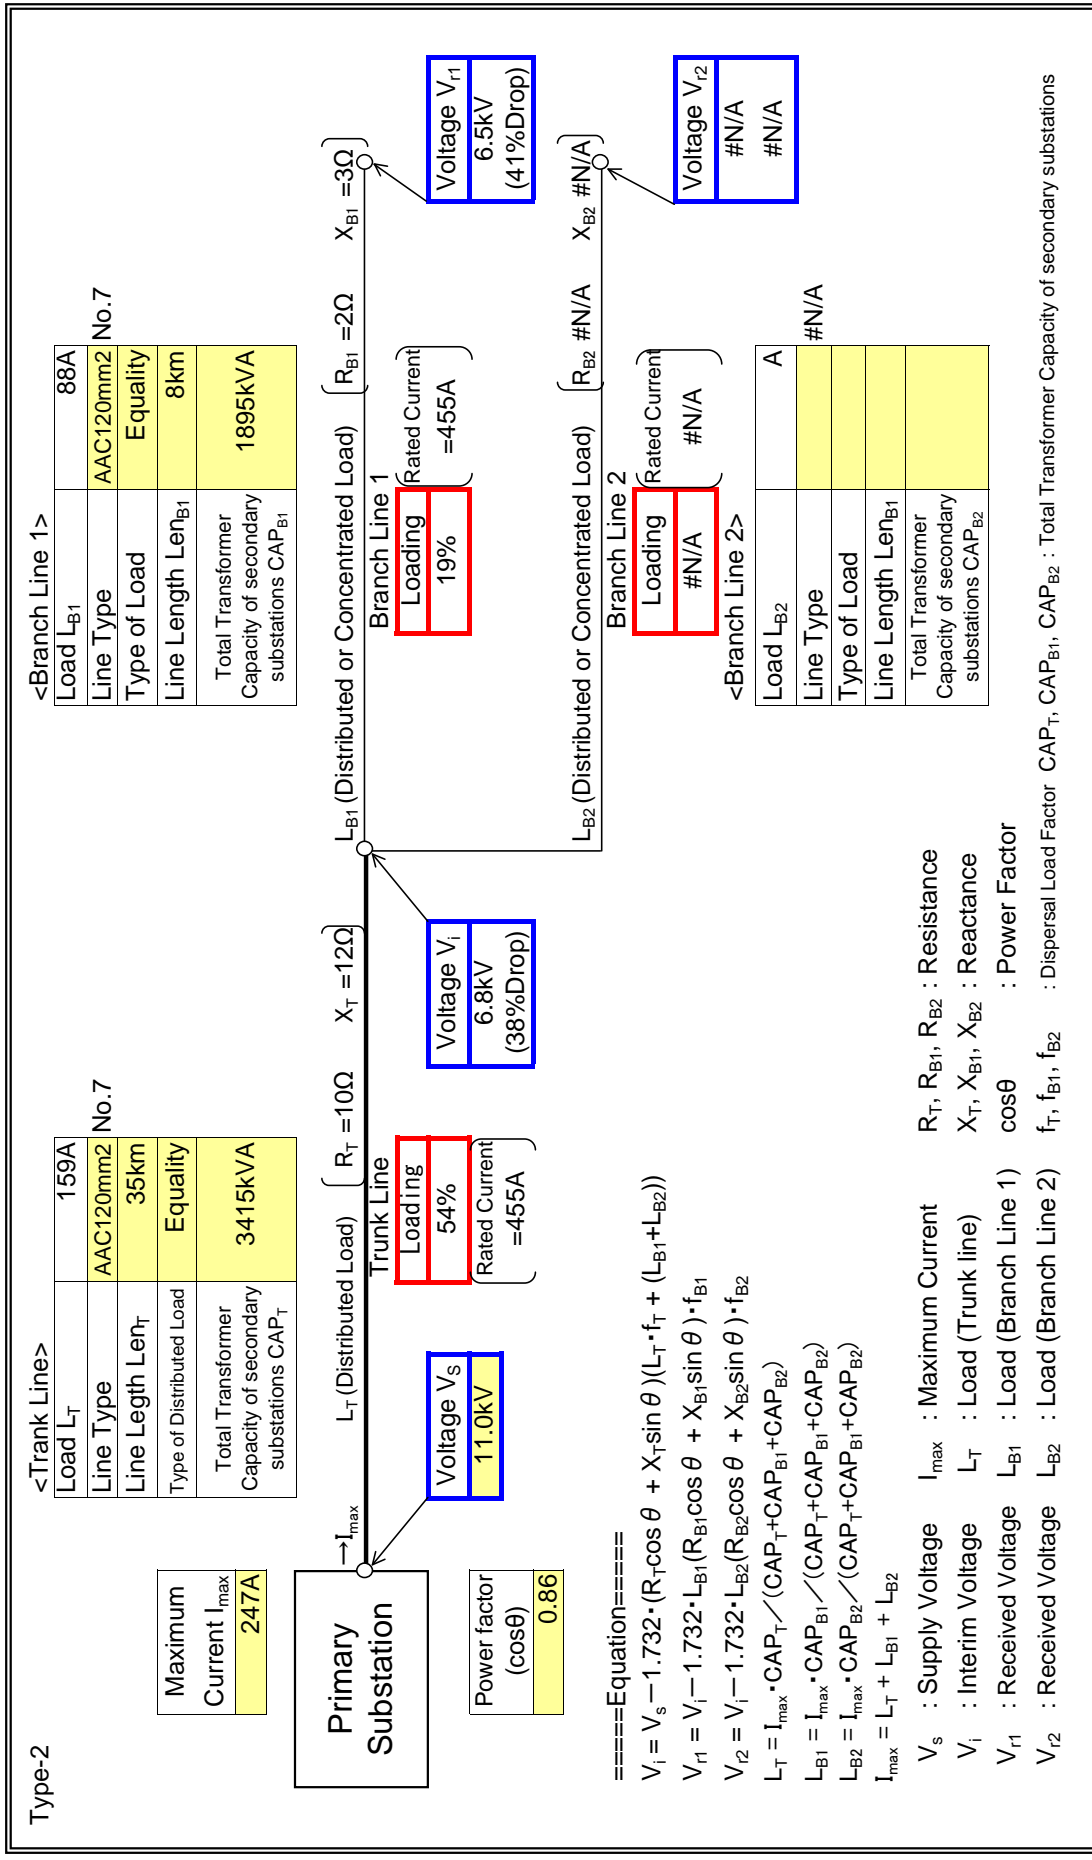 Type-2
Maximum
Current Imax
247A
<Trank Line>
Load LT 159A
Line Type AAC120mm2 No.7
Line Legth LenT 35km
Type of Distributed Load Equality
Total Transformer
Capacity of secondary
substations CAPT 3415kVA
<Branch Line 1>
Load LB1 88A
Line Type AAC120mm2 No.7
Type of Load Equality
Line Length LenB1 8km
Total Transformer
Capacity of secondary
substations CAPB1 1895kVA
Primary
Substation
→Imax
LT (Distributed Load)
RT =10Ω XT =12Ω
LB1 (Distributed or Concentrated Load)
RB1 =2Ω XB1 =3Ω
Trunk Line
Loading
54%
Rated Current
=455A
Branch Line 1
Loading
19%
Rated Current
=455A
Voltage VS
11.0kV
Voltage Vi
6.8kV
(38%Drop)
Voltage Vr1
6.5kV
(41%Drop)
Power factor
(cosθ)
0.86
LB2 (Distributed or Concentrated Load)
RB2 #N/A XB2 #N/A
Branch Line 2
Loading
#N/A
Rated Current
#N/A
Voltage Vr2
#N/A
#N/A
<Branch Line 2>
Load LB2 A
Line Type #N/A
Type of Load
Line Length LenB1
Total Transformer
Capacity of secondary
substations CAPB2
=====Equation=====
Vi = Vs－1.732･(RTcosθ + XTsinθ)(LT･fT + (LB1+LB2))
Vr1 = Vi－1.732･LB1(RB1cosθ + XB1sinθ)･fB1
Vr2 = Vi－1.732･LB2(RB2cosθ + XB2sinθ)･fB2
LT = Imax･CAPT／(CAPT+CAPB1+CAPB2)
LB1 = Imax･CAPB1／(CAPT+CAPB1+CAPB2)
LB2 = Imax･CAPB2／(CAPT+CAPB1+CAPB2)
Imax = LT + LB1 + LB2
Vs : Supply Voltage Imax : Maximum Current RT, RB1, RB2 : Resistance
Vi : Interim Voltage LT : Load (Trunk line) XT, XB1, XB2 : Reactance
Vr1 : Received Voltage LB1 : Load (Branch Line 1) cosθ : Power Factor
Vr2 : Received Voltage LB2 : Load (Branch Line 2) fT, fB1, fB2 : Dispersal Load Factor CAPT, CAPB1, CAPB2 : Total Transformer Capacity of secondary substations